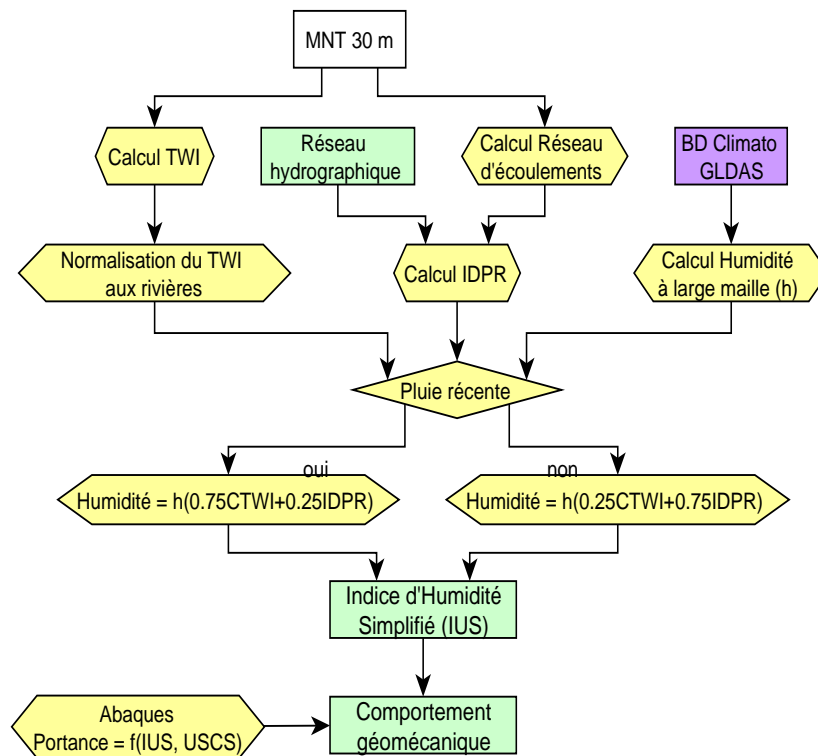 MNT 30 m
Calcul TWI
Réseau
hydrographique
Calcul Réseau
d'écoulements
BD Climato
GLDAS
Normalisation du TWI
aux rivières
Calcul IDPR
Calcul Humidité
à large maille (h)
Pluie récente
oui
non
Humidité = h(0.75CTWI+0.25IDPR)
Humidité = h(0.25CTWI+0.75IDPR)
Indice d'Humidité
Simplifié (IUS)
Abaques
Portance = f(IUS, USCS)
Comportement
géomécanique